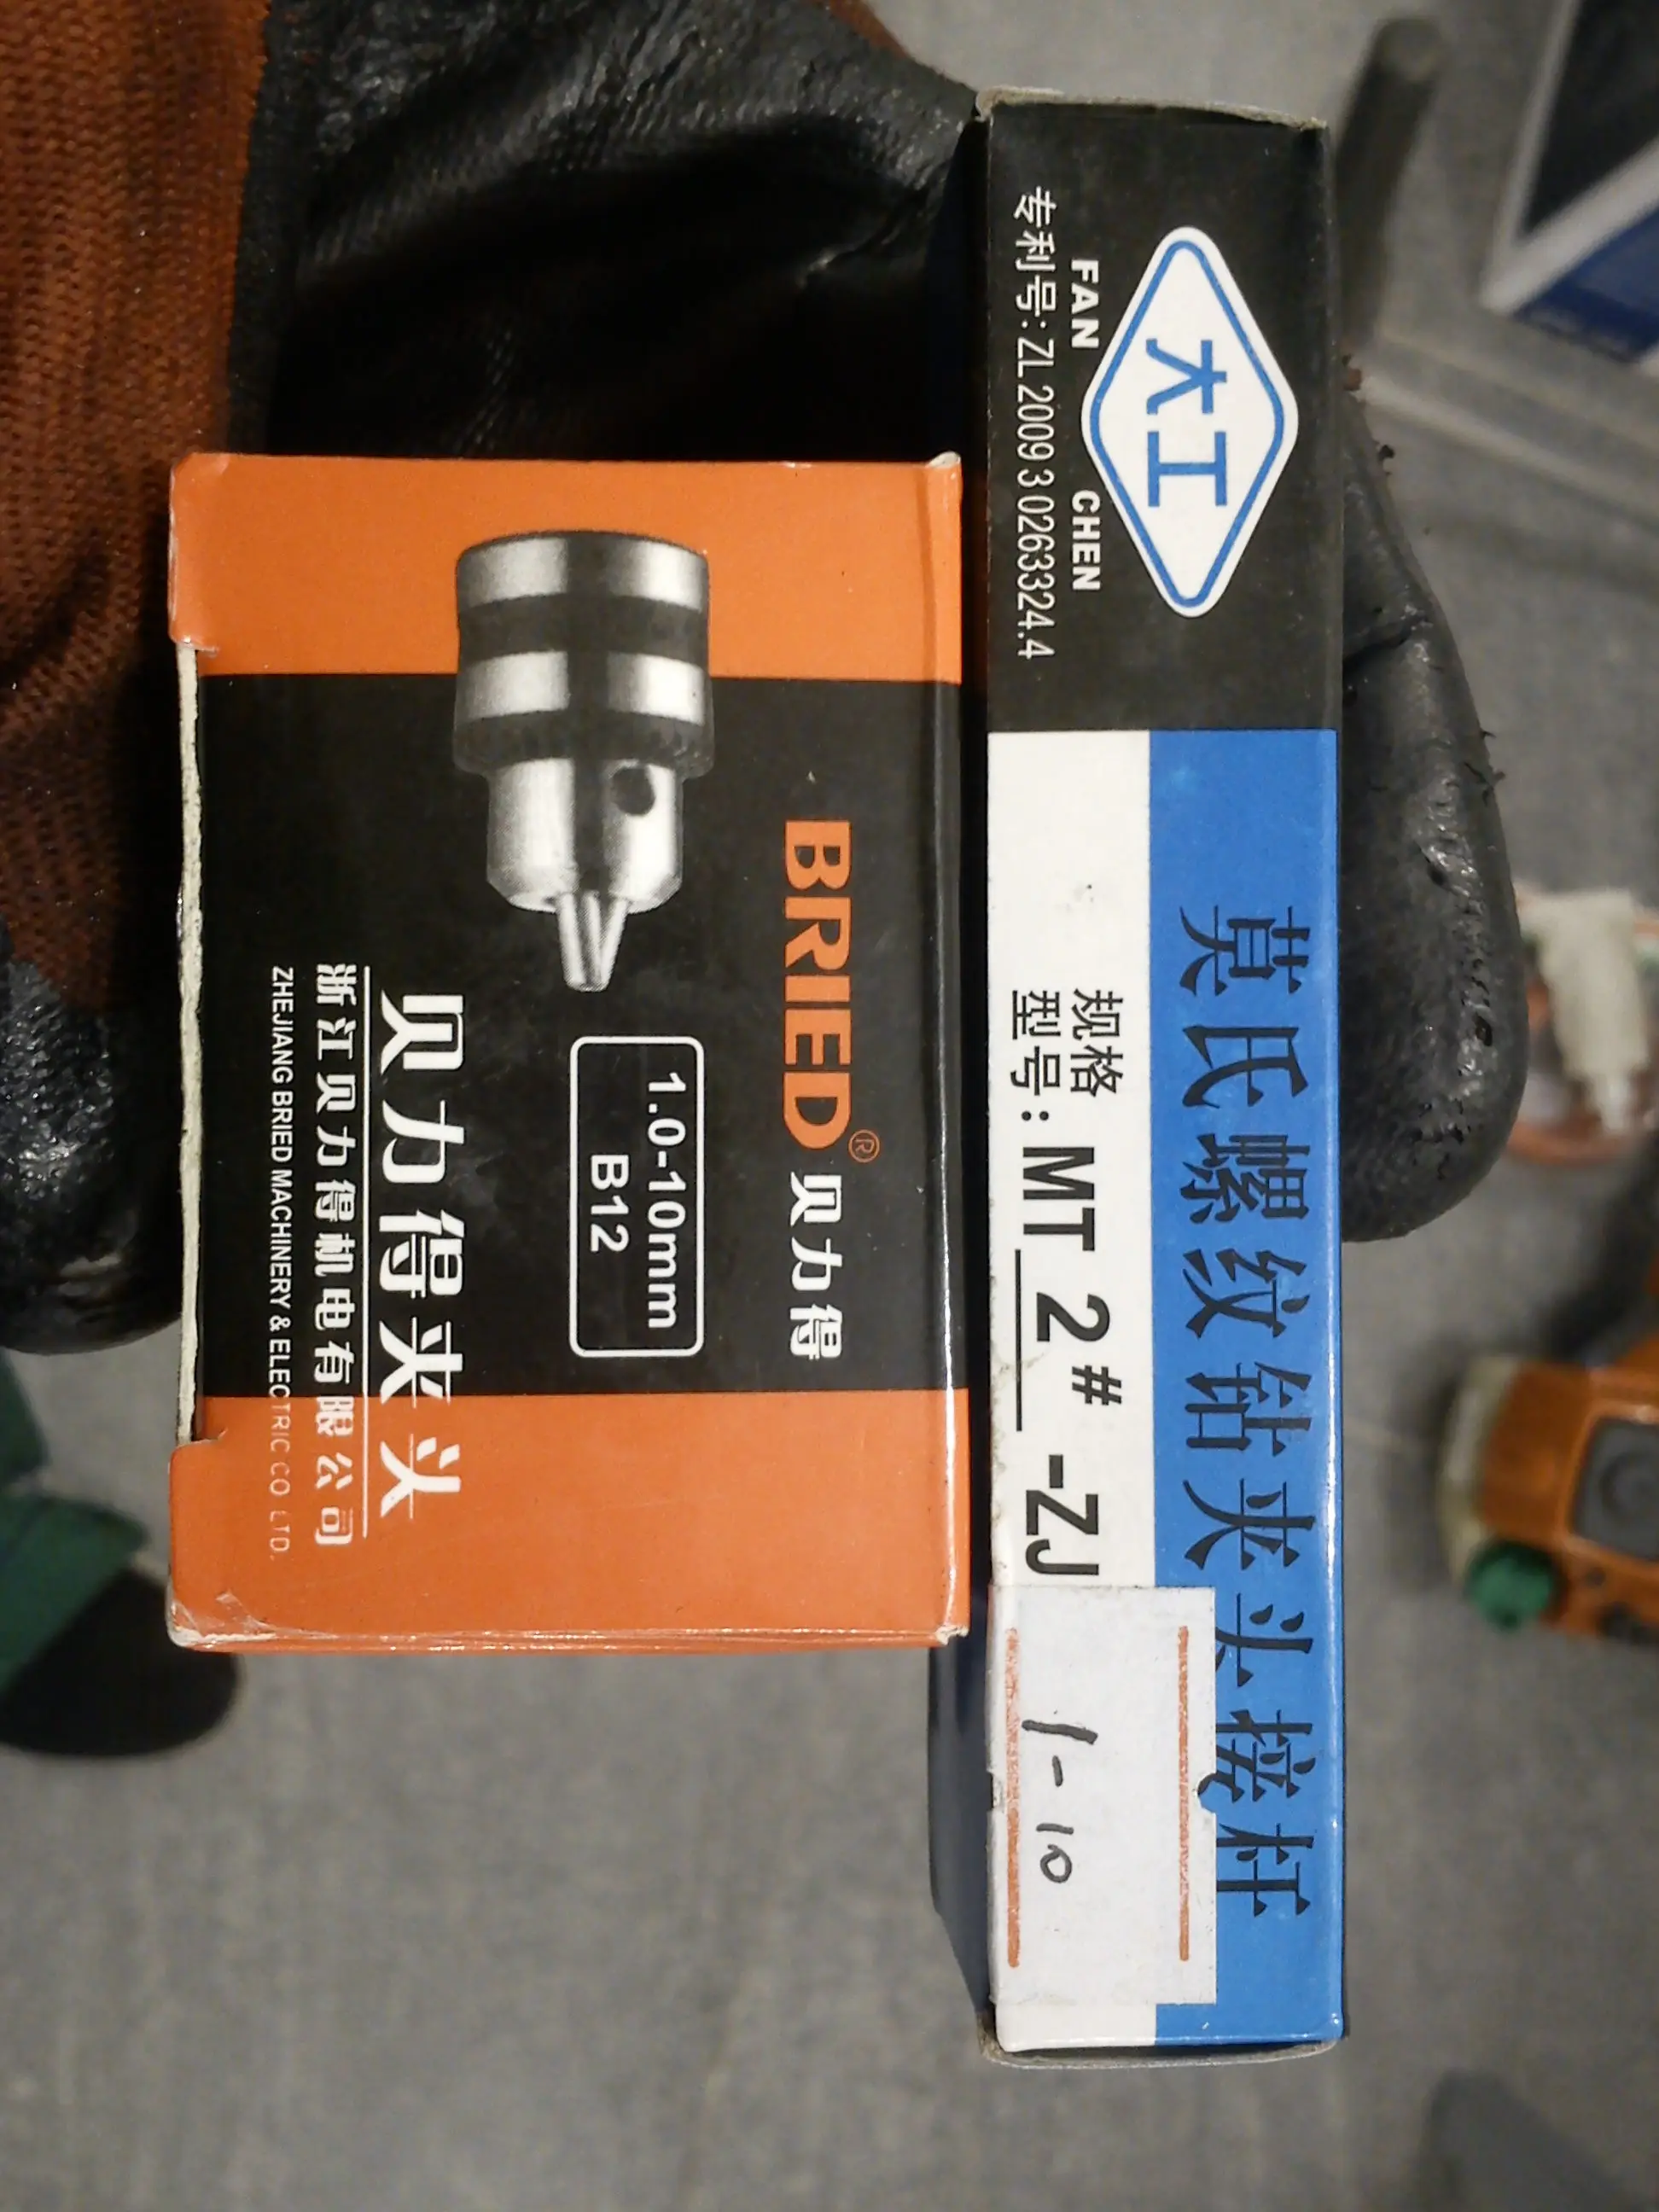 BRIED® 贝力得
1.0-10mm
B12
贝力得夹头
浙江贝力得机电有限公司
ZHEJIANG BRIED MACHINERY & ELECTRIC CO LTD.
大工
FAN CHEN
专利号:ZL 2009 3 0263324.4
莫氏螺纹钻夹头接杆
规格
型号: MT 2# -ZJ
1-10